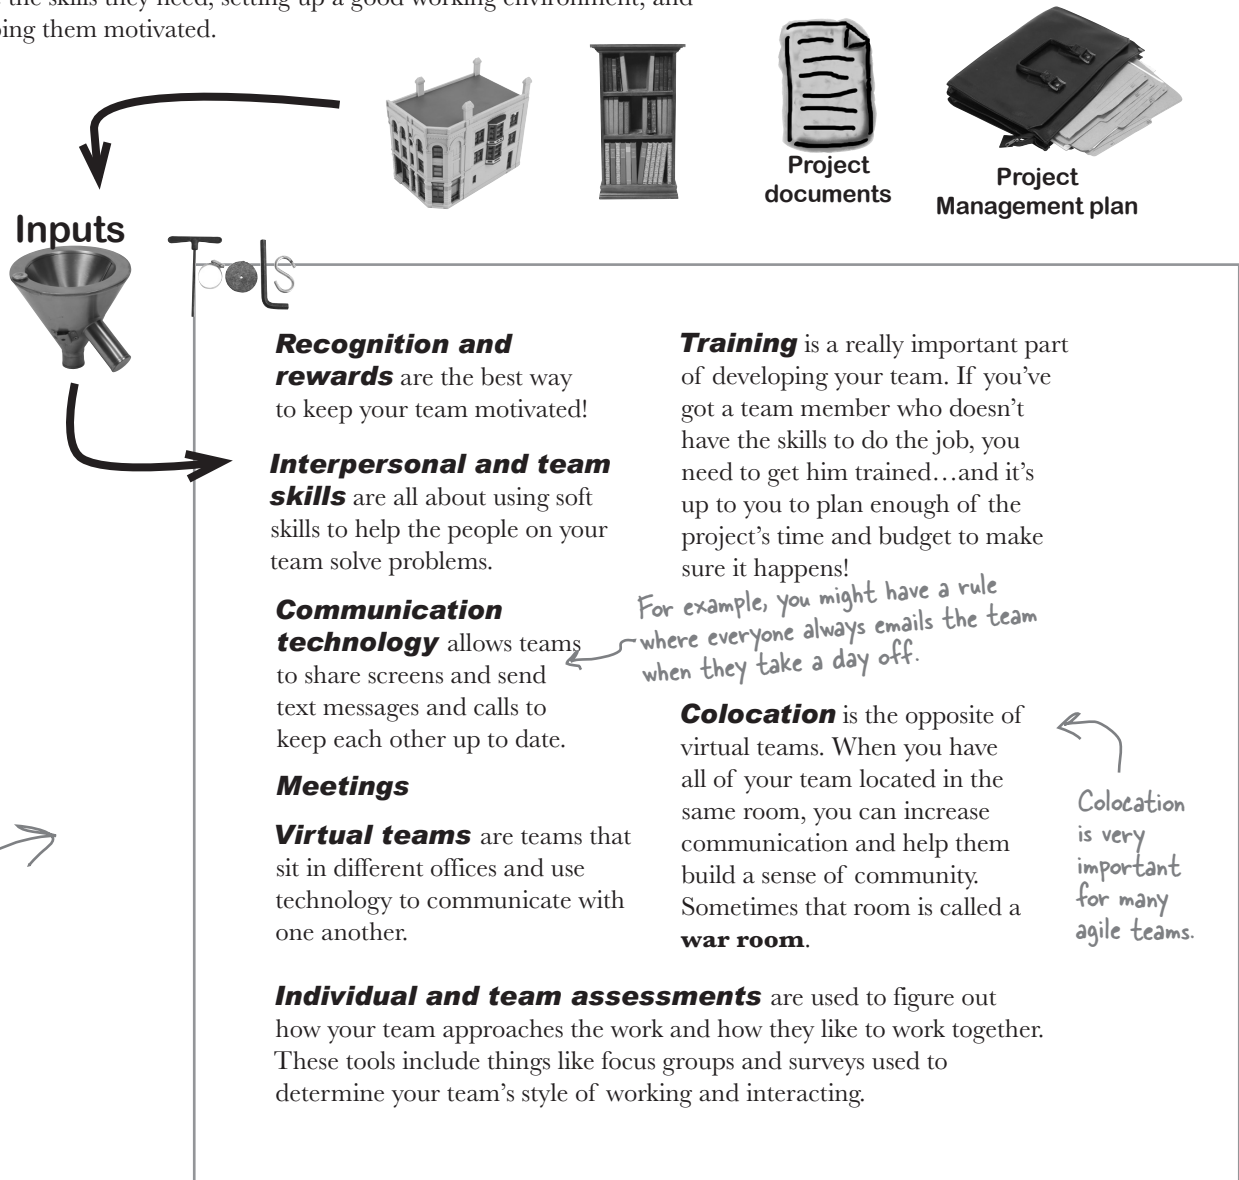 the skills they need, setting up a good working environment, and
ping them motivated.
Project
documents
Project
Management plan
Inputs
Tools
Recognition and
rewards are the best way
to keep your team motivated!
Interpersonal and team
skills are all about using soft
skills to help the people on your
team solve problems.
Communication
technology allows teams
to share screens and send
text messages and calls to
keep each other up to date.
Meetings
Virtual teams are teams that
sit in different offices and use
technology to communicate with
one another.
Training is a really important part
of developing your team. If you've
got a team member who doesn't
have the skills to do the job, you
need to get him trained…and it's
up to you to plan enough of the
project's time and budget to make
sure it happens!
For example, you might have a rule
where everyone always emails the team
when they take a day off.
Colocation is the opposite of
virtual teams. When you have
all of your team located in the
same room, you can increase
communication and help them
build a sense of community.
Sometimes that room is called a
war room.
Colocation
is very
important
for many
agile teams.
Individual and team assessments are used to figure out
how your team approaches the work and how they like to work together.
These tools include things like focus groups and surveys used to
determine your team's style of working and interacting.